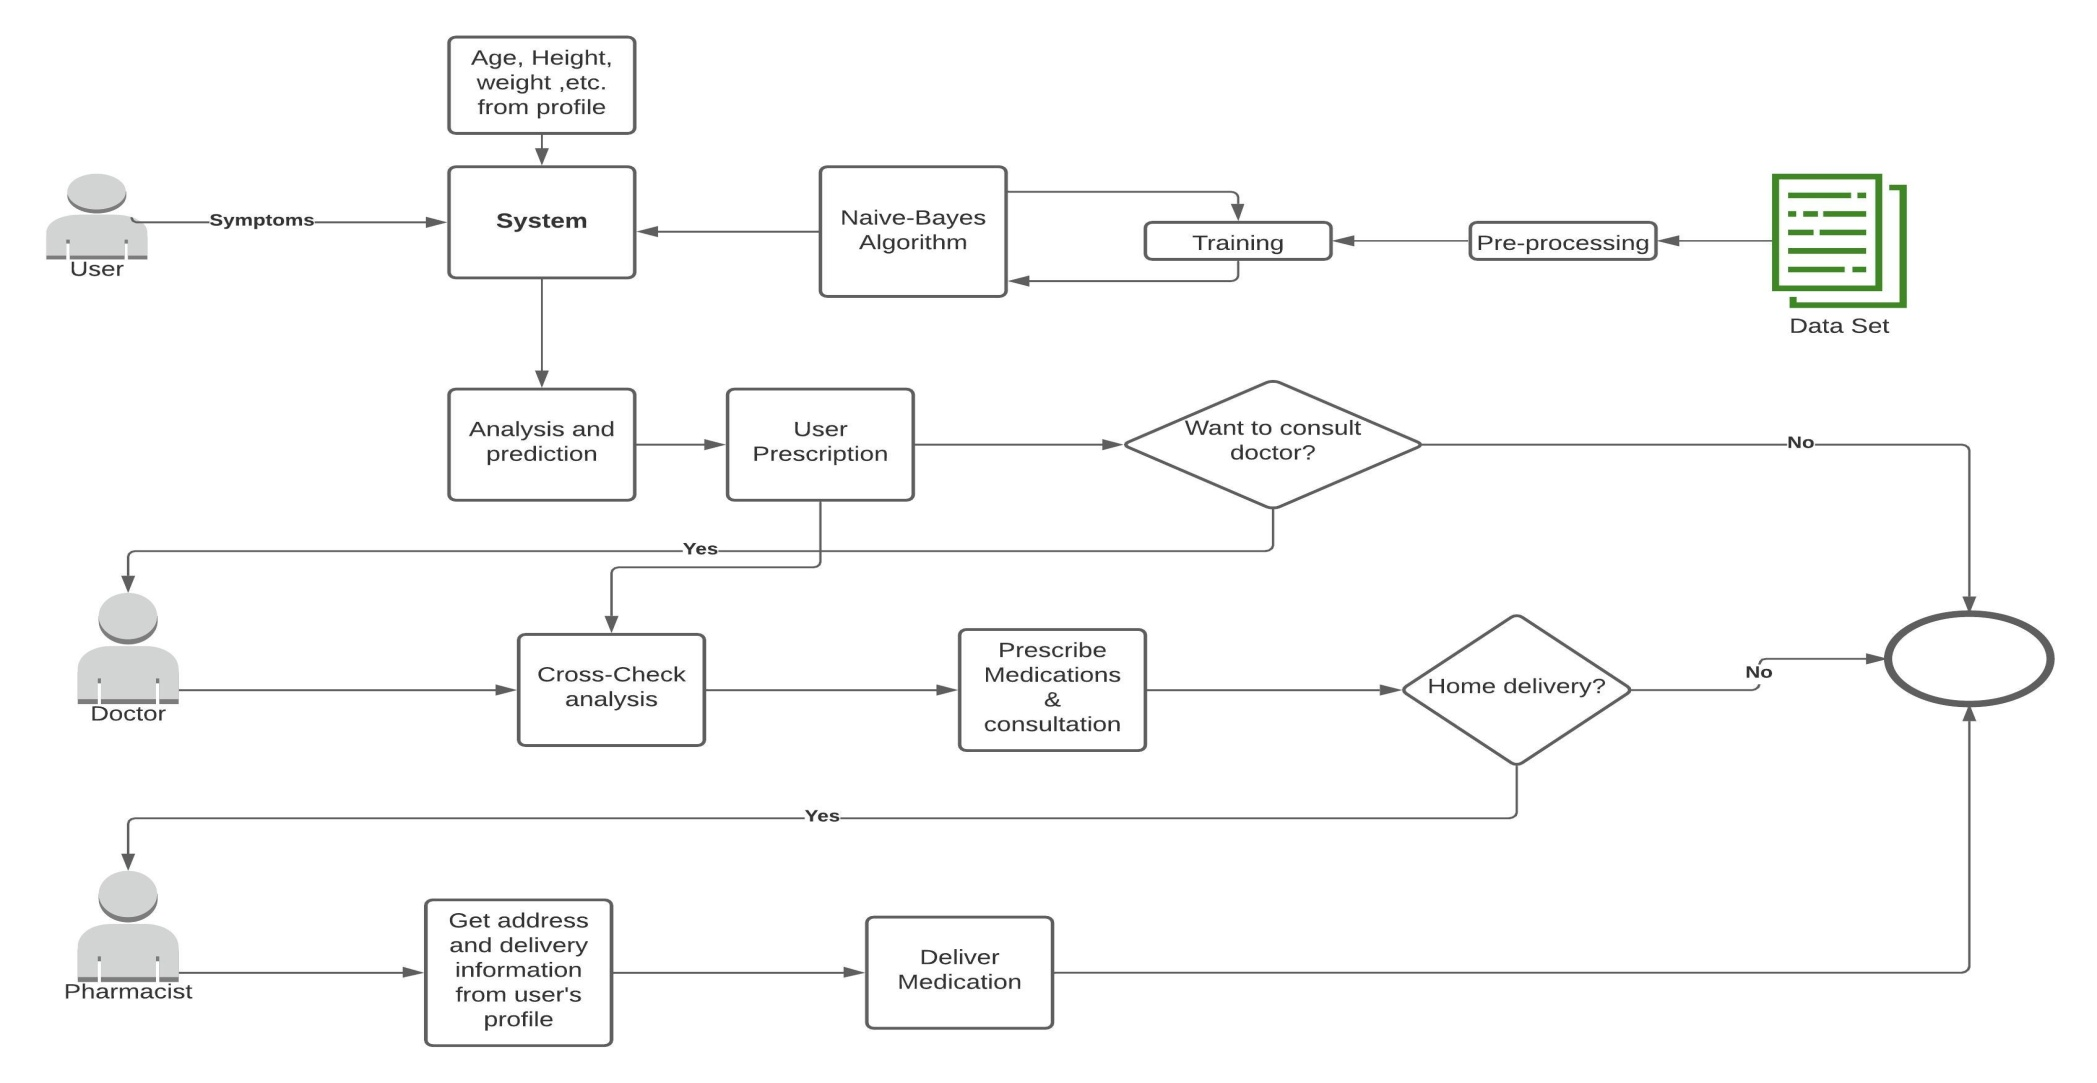 Age, Height,
weight ,etc.
from profile
Symptoms
User
System
Naive-Bayes
Algorithm
Training
Pre-processing
Data Set
Analysis and
prediction
User
Prescription
Want to consult
doctor?
No
Yes
Doctor
Cross-Check
analysis
Prescribe
Medications
&
consultation
Home delivery?
No
Yes
Pharmacist
Get address
and delivery
information
from user's
profile
Deliver
Medication